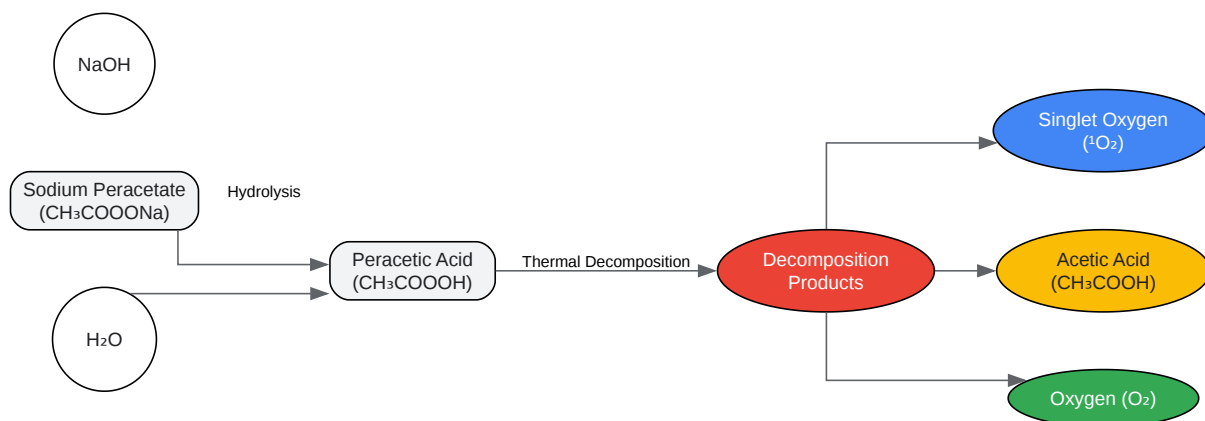 NaOH
Sodium Peracetate
(CH₃COOONa)
Hydrolysis
H₂O
Peracetic Acid
(CH₃COOOH)
Thermal Decomposition
Decomposition
Products
Singlet Oxygen
(¹O₂)
Acetic Acid
(CH₃COOH)
Oxygen (O₂)